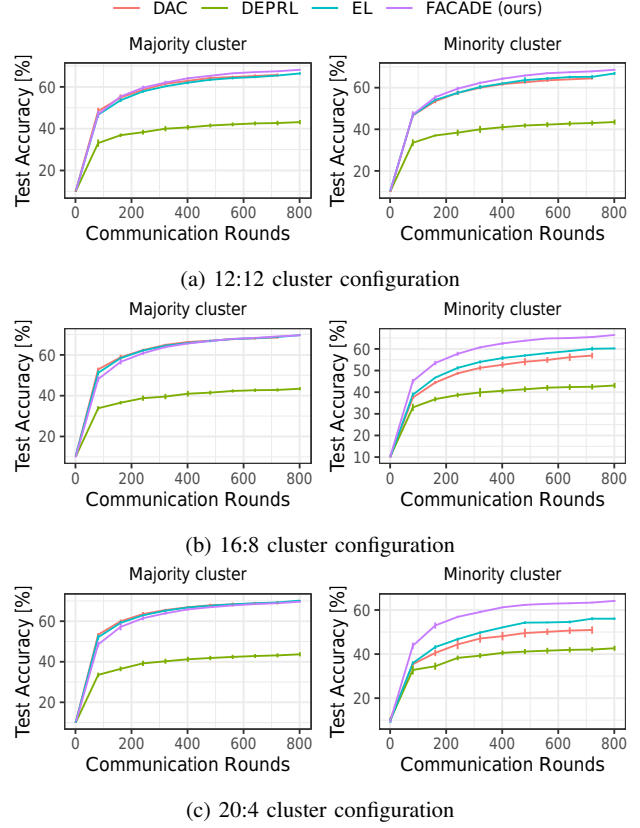 DAC DEPRL EL FACADE (ours)
Majority cluster Minority cluster
Test Accuracy [%] Test Accuracy [%]
60 60
40 40
20 20
0 200 400 600 800 0 200 400 600 800
Communication Rounds Communication Rounds
(a) 12:12 cluster configuration
Majority cluster Minority cluster
Test Accuracy [%] Test Accuracy [%]
60 60
50
40 40
30
20 20
10
0 200 400 600 800 0 200 400 600 800
Communication Rounds Communication Rounds
(b) 16:8 cluster configuration
Majority cluster Minority cluster
Test Accuracy [%] Test Accuracy [%]
60 60
40 40
20 20
0 200 400 600 800 0 200 400 600 800
Communication Rounds Communication Rounds
(c) 20:4 cluster configuration